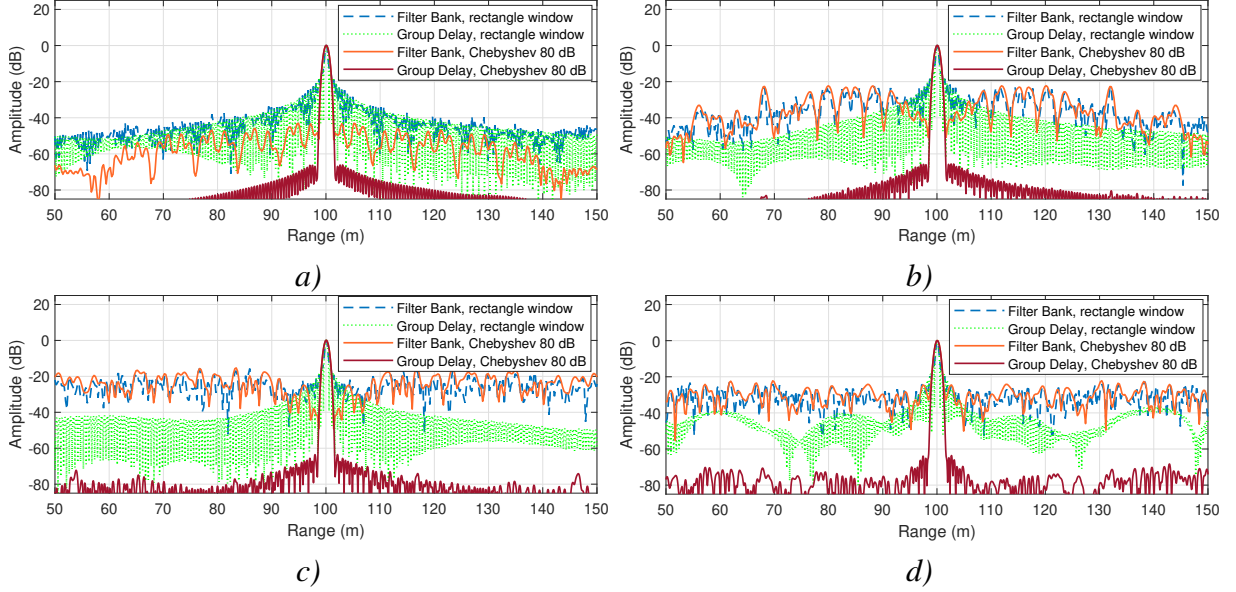 20
0
-20
-40
-60
-80
Amplitude (dB)
50 60 70 80 90 100 110 120 130 140 150
Range (m)
Filter Bank, rectangle window
Group Delay, rectangle window
Filter Bank, Chebyshev 80 dB
Group Delay, Chebyshev 80 dB
a)
20
0
-20
-40
-60
-80
Amplitude (dB)
50 60 70 80 90 100 110 120 130 140 150
Range (m)
Filter Bank, rectangle window
Group Delay, rectangle window
Filter Bank, Chebyshev 80 dB
Group Delay, Chebyshev 80 dB
b)
20
0
-20
-40
-60
-80
Amplitude (dB)
50 60 70 80 90 100 110 120 130 140 150
Range (m)
Filter Bank, rectangle window
Group Delay, rectangle window
Filter Bank, Chebyshev 80 dB
Group Delay, Chebyshev 80 dB
c)
20
0
-20
-40
-60
-80
Amplitude (dB)
50 60 70 80 90 100 110 120 130 140 150
Range (m)
Filter Bank, rectangle window
Group Delay, rectangle window
Filter Bank, Chebyshev 80 dB
Group Delay, Chebyshev 80 dB
d)